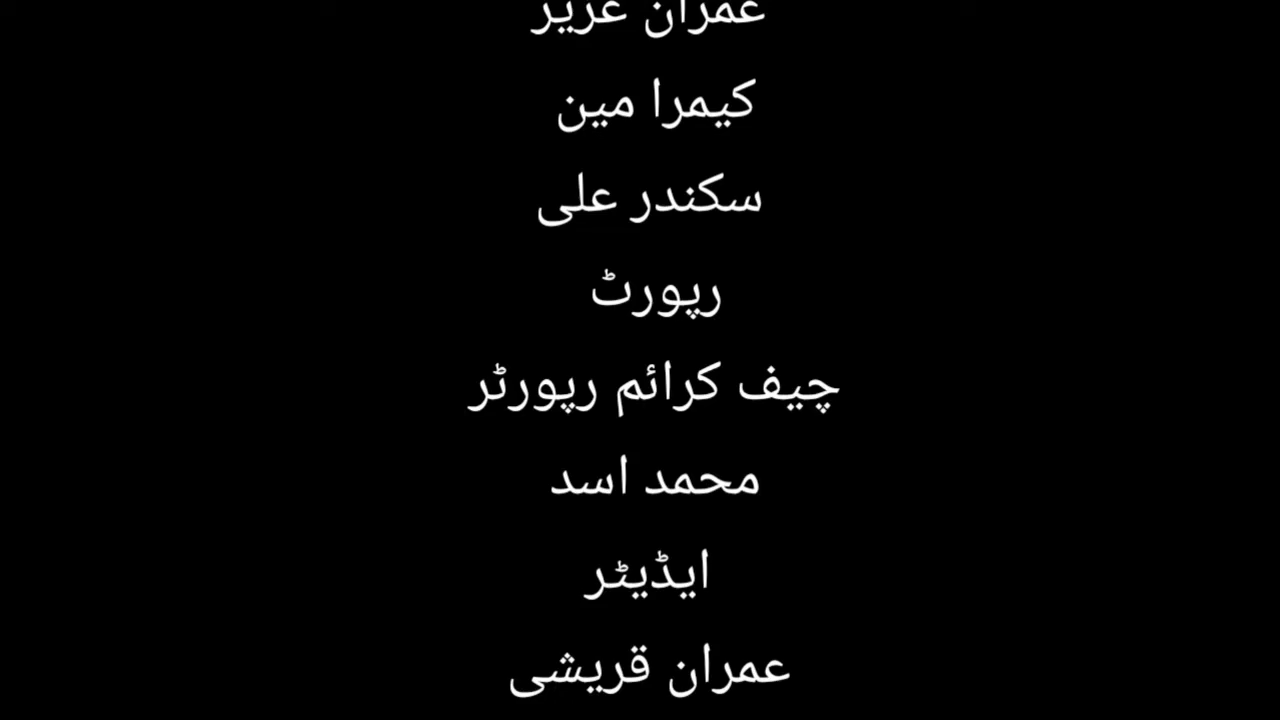 عمران عزیز
کیمرا مین
سکندر علی
رپورٹ
چیف کرائم رپورٹر
محمد اسد
ایڈیٹر
عمران قریشی